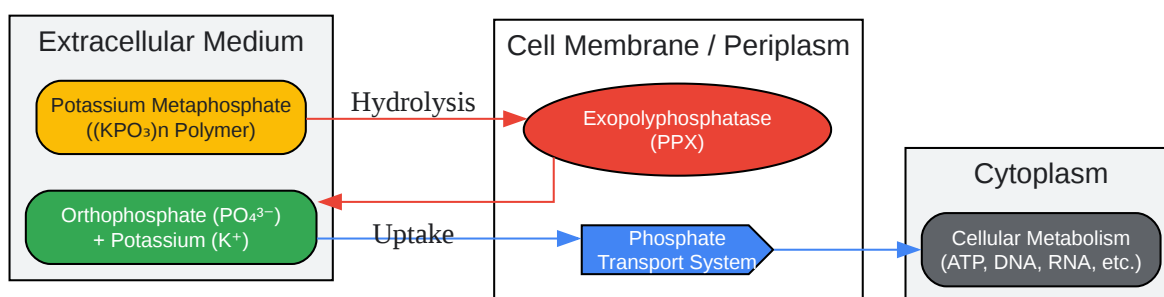 Extracellular Medium
Potassium Metaphosphate
((KPO₃)n Polymer)
Orthophosphate (PO₄³⁻)
+ Potassium (K⁺)
Hydrolysis
Uptake
Cell Membrane / Periplasm
Exopolyphosphatase
(PPX)
Phosphate
Transport System
Cytoplasm
Cellular Metabolism
(ATP, DNA, RNA, etc.)